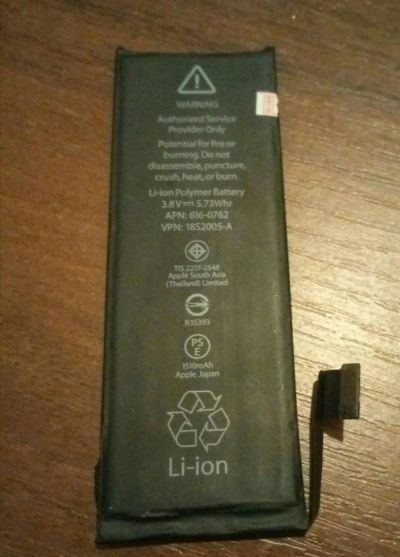 WARNING
Authorized Service
Provider Only
Potential for fire or
burning. Do not
disassemble, puncture,
crush, heat, or burn.
Li-ion Polymer Battery
3.8V⎓ 5.73Whr
APN: 616-0762
VPN: 1852005-A
TIS 2217-2548
Apple South Asia
(Thailand) Limited
R35393
PS
E
1510mAh
Apple Japan
Li-ion